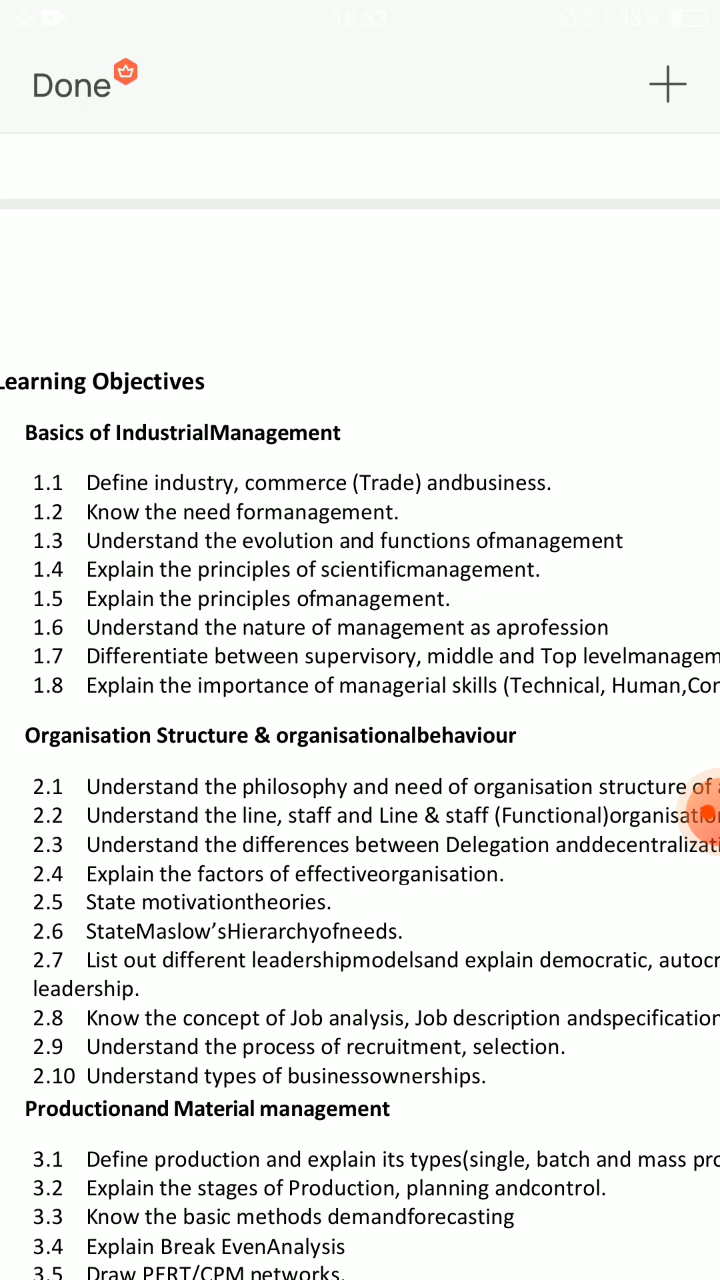 18:33
33%
Done
Learning Objectives
Basics of IndustrialManagement
1.1 Define industry, commerce (Trade) andbusiness.
1.2 Know the need formanagement.
1.3 Understand the evolution and functions ofmanagement
1.4 Explain the principles of scientificmanagement.
1.5 Explain the principles ofmanagement.
1.6 Understand the nature of management as aprofession
1.7 Differentiate between supervisory, middle and Top levelmanagem
1.8 Explain the importance of managerial skills (Technical, Human,Con
Organisation Structure & organisationalbehaviour
2.1 Understand the philosophy and need of organisation structure of a
2.2 Understand the line, staff and Line & staff (Functional)organisation
2.3 Understand the differences between Delegation anddecentralizati
2.4 Explain the factors of effectiveorganisation.
2.5 State motivationtheories.
2.6 StateMaslow’sHierarchyofneeds.
2.7 List out different leadershipmodelsand explain democratic, autocr
leadership.
2.8 Know the concept of Job analysis, Job description andspecification
2.9 Understand the process of recruitment, selection.
2.10 Understand types of businessownerships.
Productionand Material management
3.1 Define production and explain its types(single, batch and mass pro
3.2 Explain the stages of Production, planning andcontrol.
3.3 Know the basic methods demandforecasting
3.4 Explain Break EvenAnalysis
3.5 Draw PERT/CPM networks.